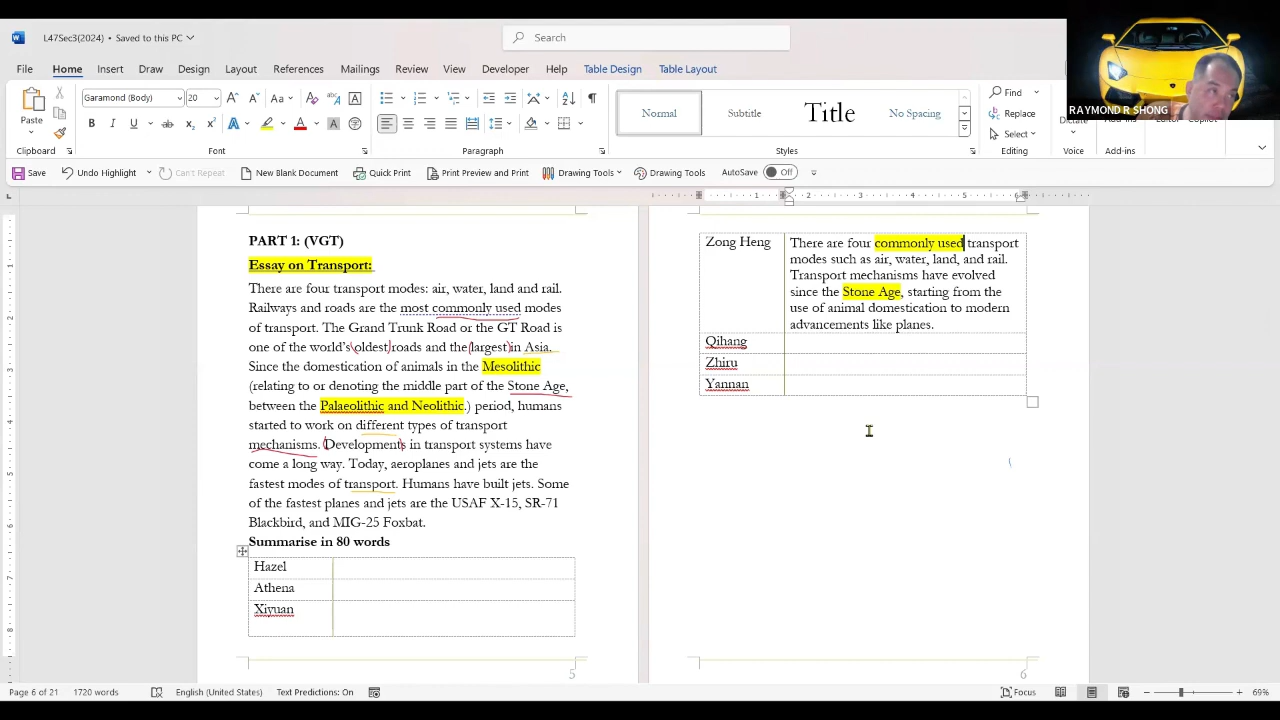 L47Sec3(2024) • Saved to this PC
Search
RAYMOND R SHONG
File Home Insert Draw Design Layout References Mailings Review View Developer Help Table Design Table Layout
Garamond (Body) 20
Paste
Normal
Subtitle
Title
No Spacing
Find
Replace
Select
Dictate
Add-ins
Editor
Copilot
Clipboard Font Paragraph Styles Editing Voice Add-ins
Save Undo Highlight Can't Repeat New Blank Document Quick Print Print Preview and Print Drawing Tools Drawing Tools AutoSave Off
PART 1: (VGT)
Essay on Transport:
There are four transport modes: air, water, land and rail.
Railways and roads are the most commonly used modes
of transport. The Grand Trunk Road or the GT Road is
one of the world's oldest roads and the largest in Asia.
Since the domestication of animals in the Mesolithic
(relating to or denoting the middle part of the Stone Age,
between the Palaeolithic and Neolithic.) period, humans
started to work on different types of transport
mechanisms. Developments in transport systems have
come a long way. Today, aeroplanes and jets are the
fastest modes of transport. Humans have built jets. Some
of the fastest planes and jets are the USAF X-15, SR-71
Blackbird, and MIG-25 Foxbat.
Summarise in 80 words
Hazel
Athena
Xiyuan
5
Zong Heng
There are four commonly used transport
modes such as air, water, land, and rail.
Transport mechanisms have evolved
since the Stone Age, starting from the
use of animal domestication to modern
advancements like planes.
Qihang
Zhiru
Yannan
6
Page 6 of 21 1720 words English (United States) Text Predictions: On Focus 69%